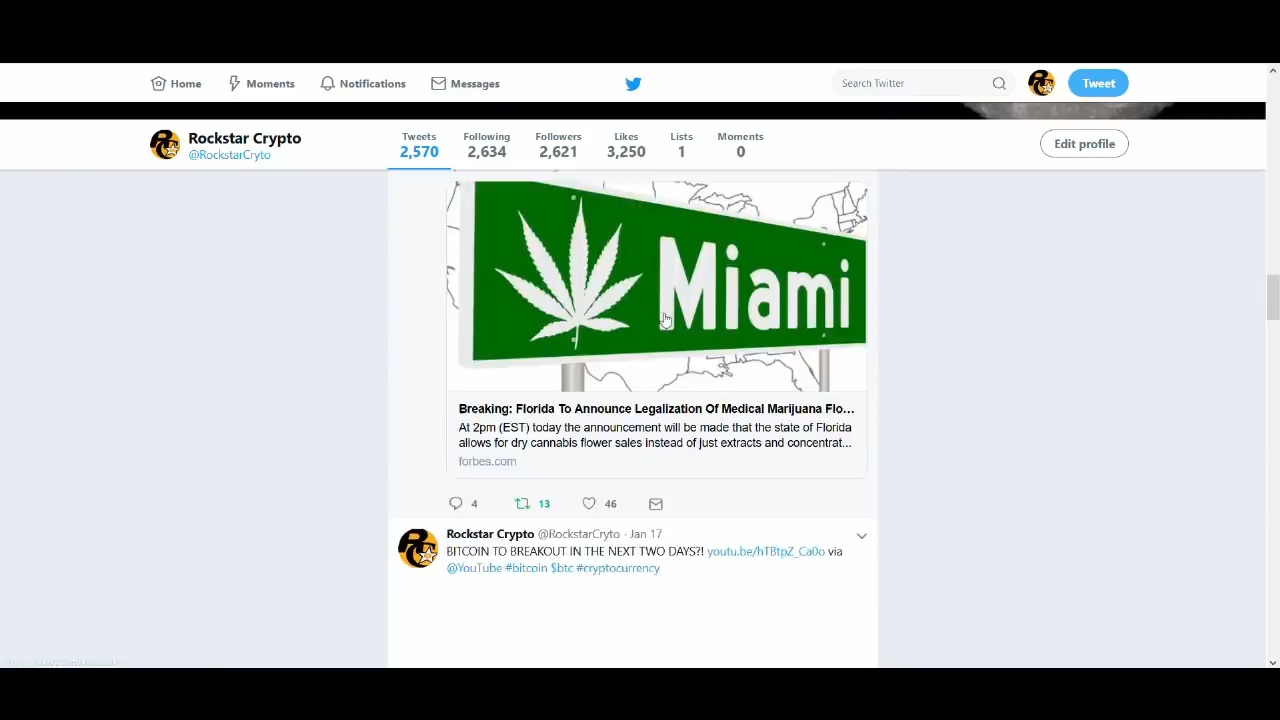 Home Moments Notifications Messages Search Twitter Tweet
Rockstar Crypto
@RockstarCryto
Tweets Following Followers Likes Lists Moments
2,570 2,634 2,621 3,250 1 0
Edit profile
Miami
Breaking: Florida To Announce Legalization Of Medical Marijuana Flo...
At 2pm (EST) today the announcement will be made that the state of Florida
allows for dry cannabis flower sales instead of just extracts and concentrat...
forbes.com
4 13 46
Rockstar Crypto @RockstarCryto · Jan 17
BITCOIN TO BREAKOUT IN THE NEXT TWO DAYS?! youtu.be/hTBtpZ_Ca0o via
@YouTube #bitcoin $btc #cryptocurrency